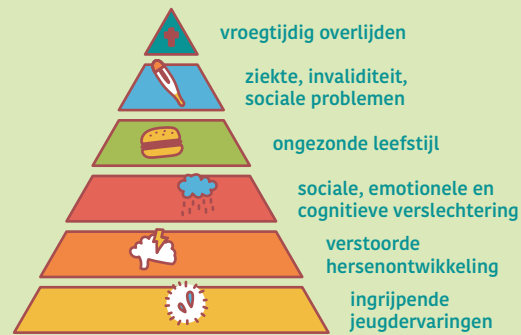 vroegtijdig overlijden
ziekte, invaliditeit,
sociale problemen
ongezonde leefstijl
sociale, emotionele en
cognitieve verslechtering
verstoorde
hersenontwikkeling
ingrijpende
jeugdervaringen